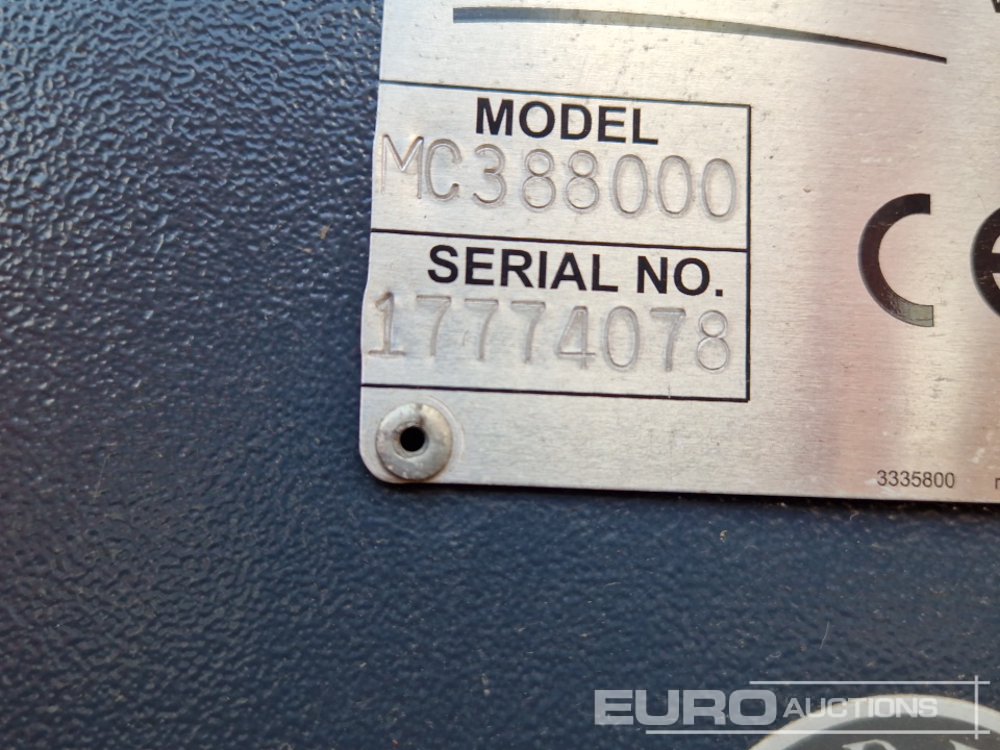 MODEL
MC388000
SERIAL NO.
17774078
CE
3335800
EURO AUCTIONS